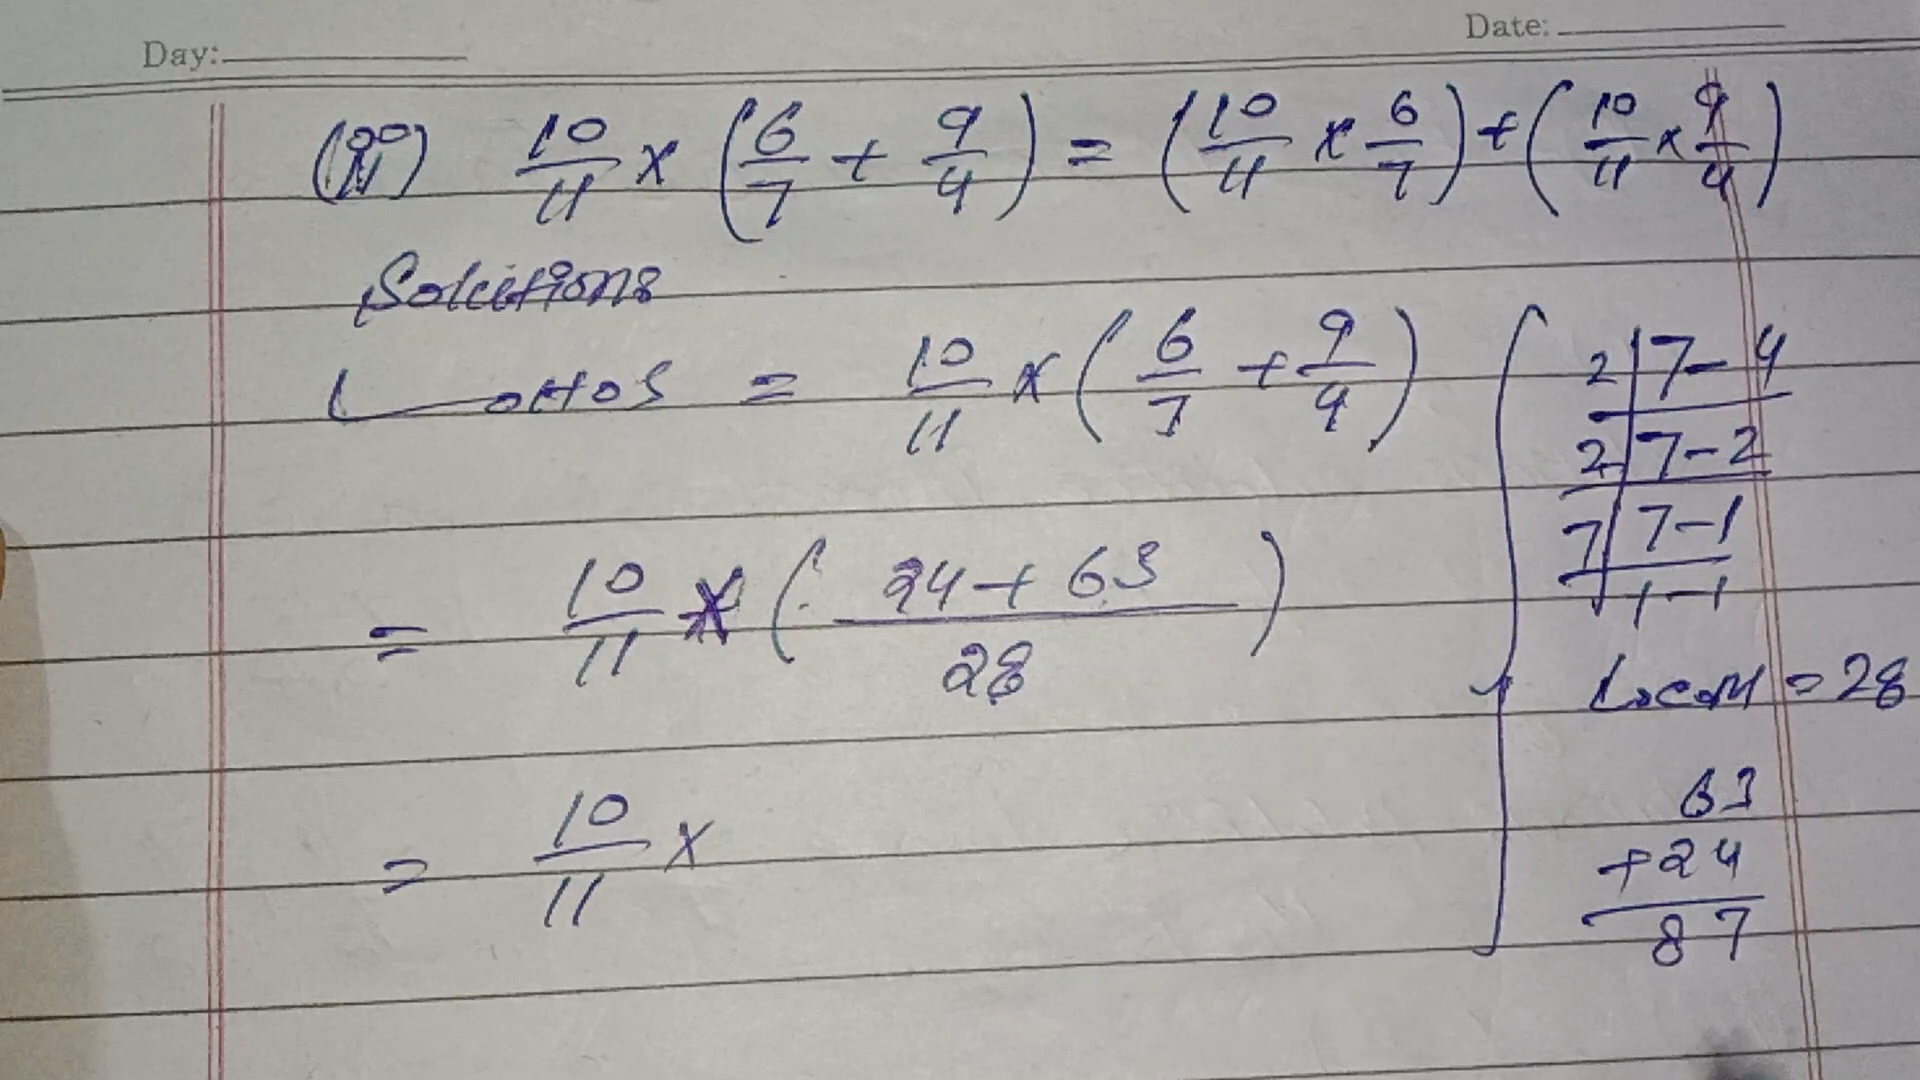 Day: Date:
(ii) 10/11 × (6/7 + 9/4) = (10/11 × 6/7) + (10/11 × 9/4)
Solutions
L.H.S = 10/11 × (6/7 + 9/4)
= 10/11 × (24 + 63 / 28)
= 10/11 ×
2 | 7 - 4
2 | 7 - 2
7 | 7 - 1
1 - 1
L.C.M = 28
63
+24
87